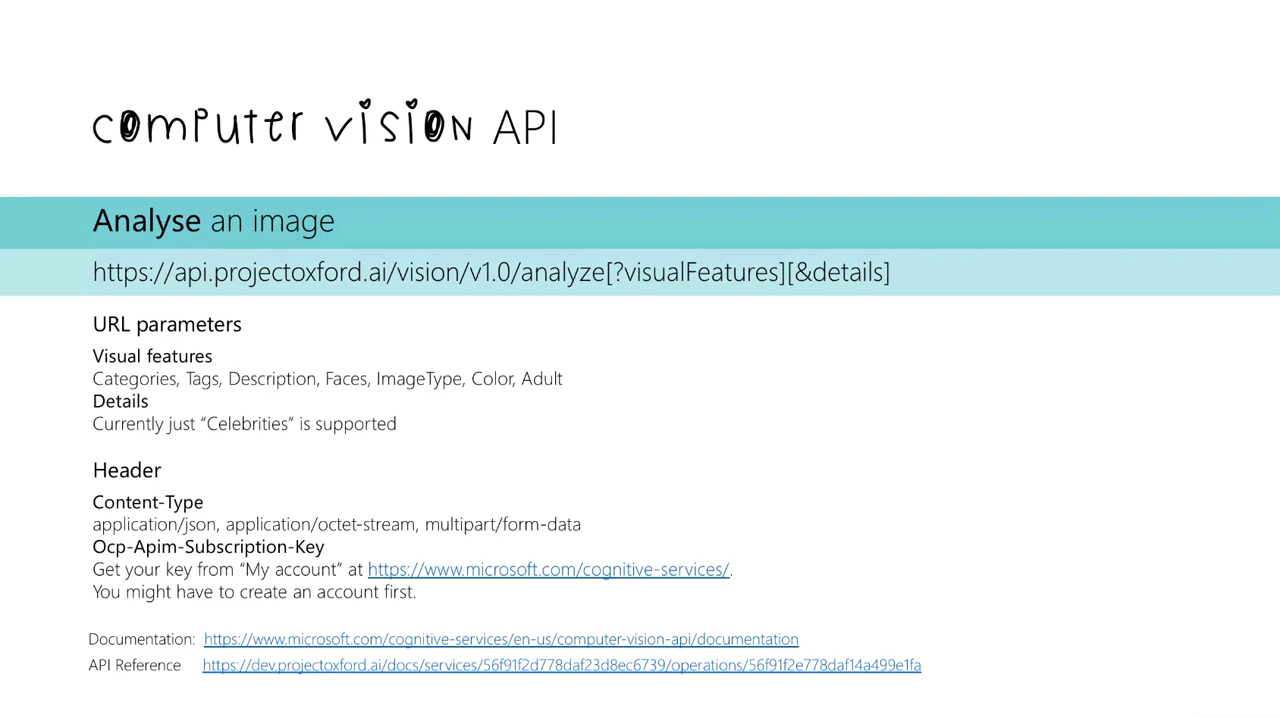 computer vision API
Analyse an image
https://api.projectoxford.ai/vision/v1.0/analyze[?visualFeatures][&details]
URL parameters
Visual features
Categories, Tags, Description, Faces, ImageType, Color, Adult
Details
Currently just “Celebrities” is supported
Header
Content-Type
application/json, application/octet-stream, multipart/form-data
Ocp-Apim-Subscription-Key
Get your key from “My account” at https://www.microsoft.com/cognitive-services/.
You might have to create an account first.
Documentation: https://www.microsoft.com/cognitive-services/en-us/computer-vision-api/documentation
API Reference https://dev.projectoxford.ai/docs/services/56f91f2d778daf23d8ec6739/operations/56f91f2e778daf14a499e1fa